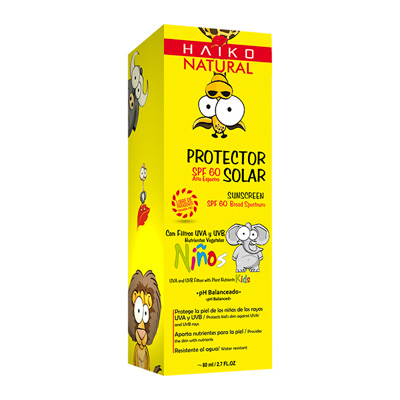 HAIKO
NATURAL
PROTECTOR
SPF 60
Alto Espectro
SOLAR
SUNSCREEN
SPF 60 Broad Spectrum
Con Filtros UVA y UVB
Nutrientes Vegetales
Niños
UVA and UVB Filters with Plant Nutrients
Kids
+pH Balanceado+
-pH Balanced-
Protege la piel de los niños de los rayos
UVA y UVB / Protects kid's skin against UVA
and UVB rays
Aporta nutrientes para la piel / Provides
the skin with nutrients
Resistente al agua/ Water resistant
80 ml / 2.7 FL.OZ